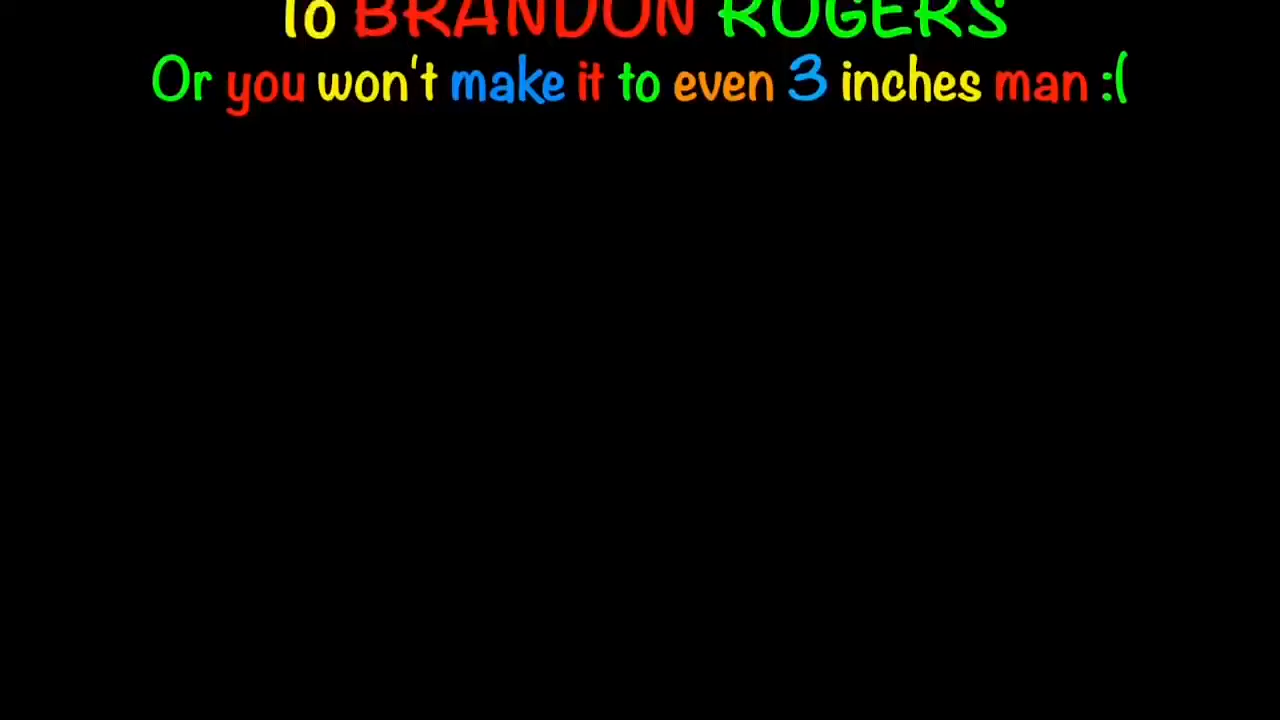 To BRANDON ROGERS
Or you won't make it to even 3 inches man :(